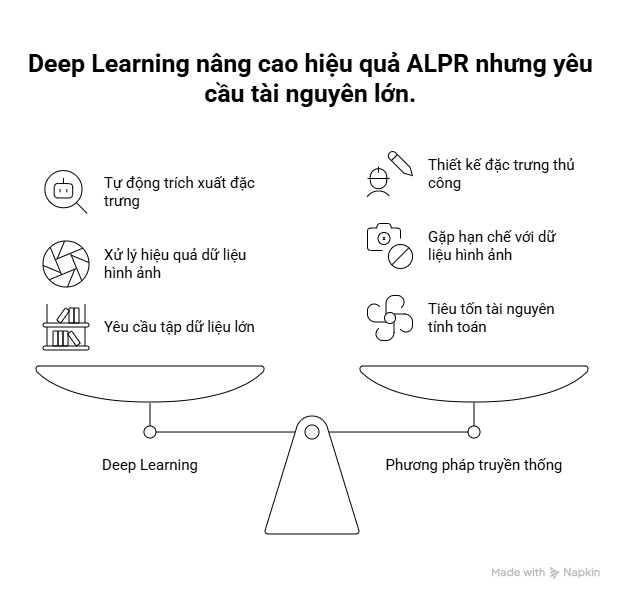 Deep Learning nâng cao hiệu quả ALPR nhưng yêu
cầu tài nguyên lớn.
Tự động trích xuất đặc
trưng
Xử lý hiệu quả dữ liệu
hình ảnh
Yêu cầu tập dữ liệu lớn
Thiết kế đặc trưng thủ
công
Gặp hạn chế với dữ
liệu hình ảnh
Tiêu tốn tài nguyên
tính toán
Deep Learning
Phương pháp truyền thống
Made with Napkin